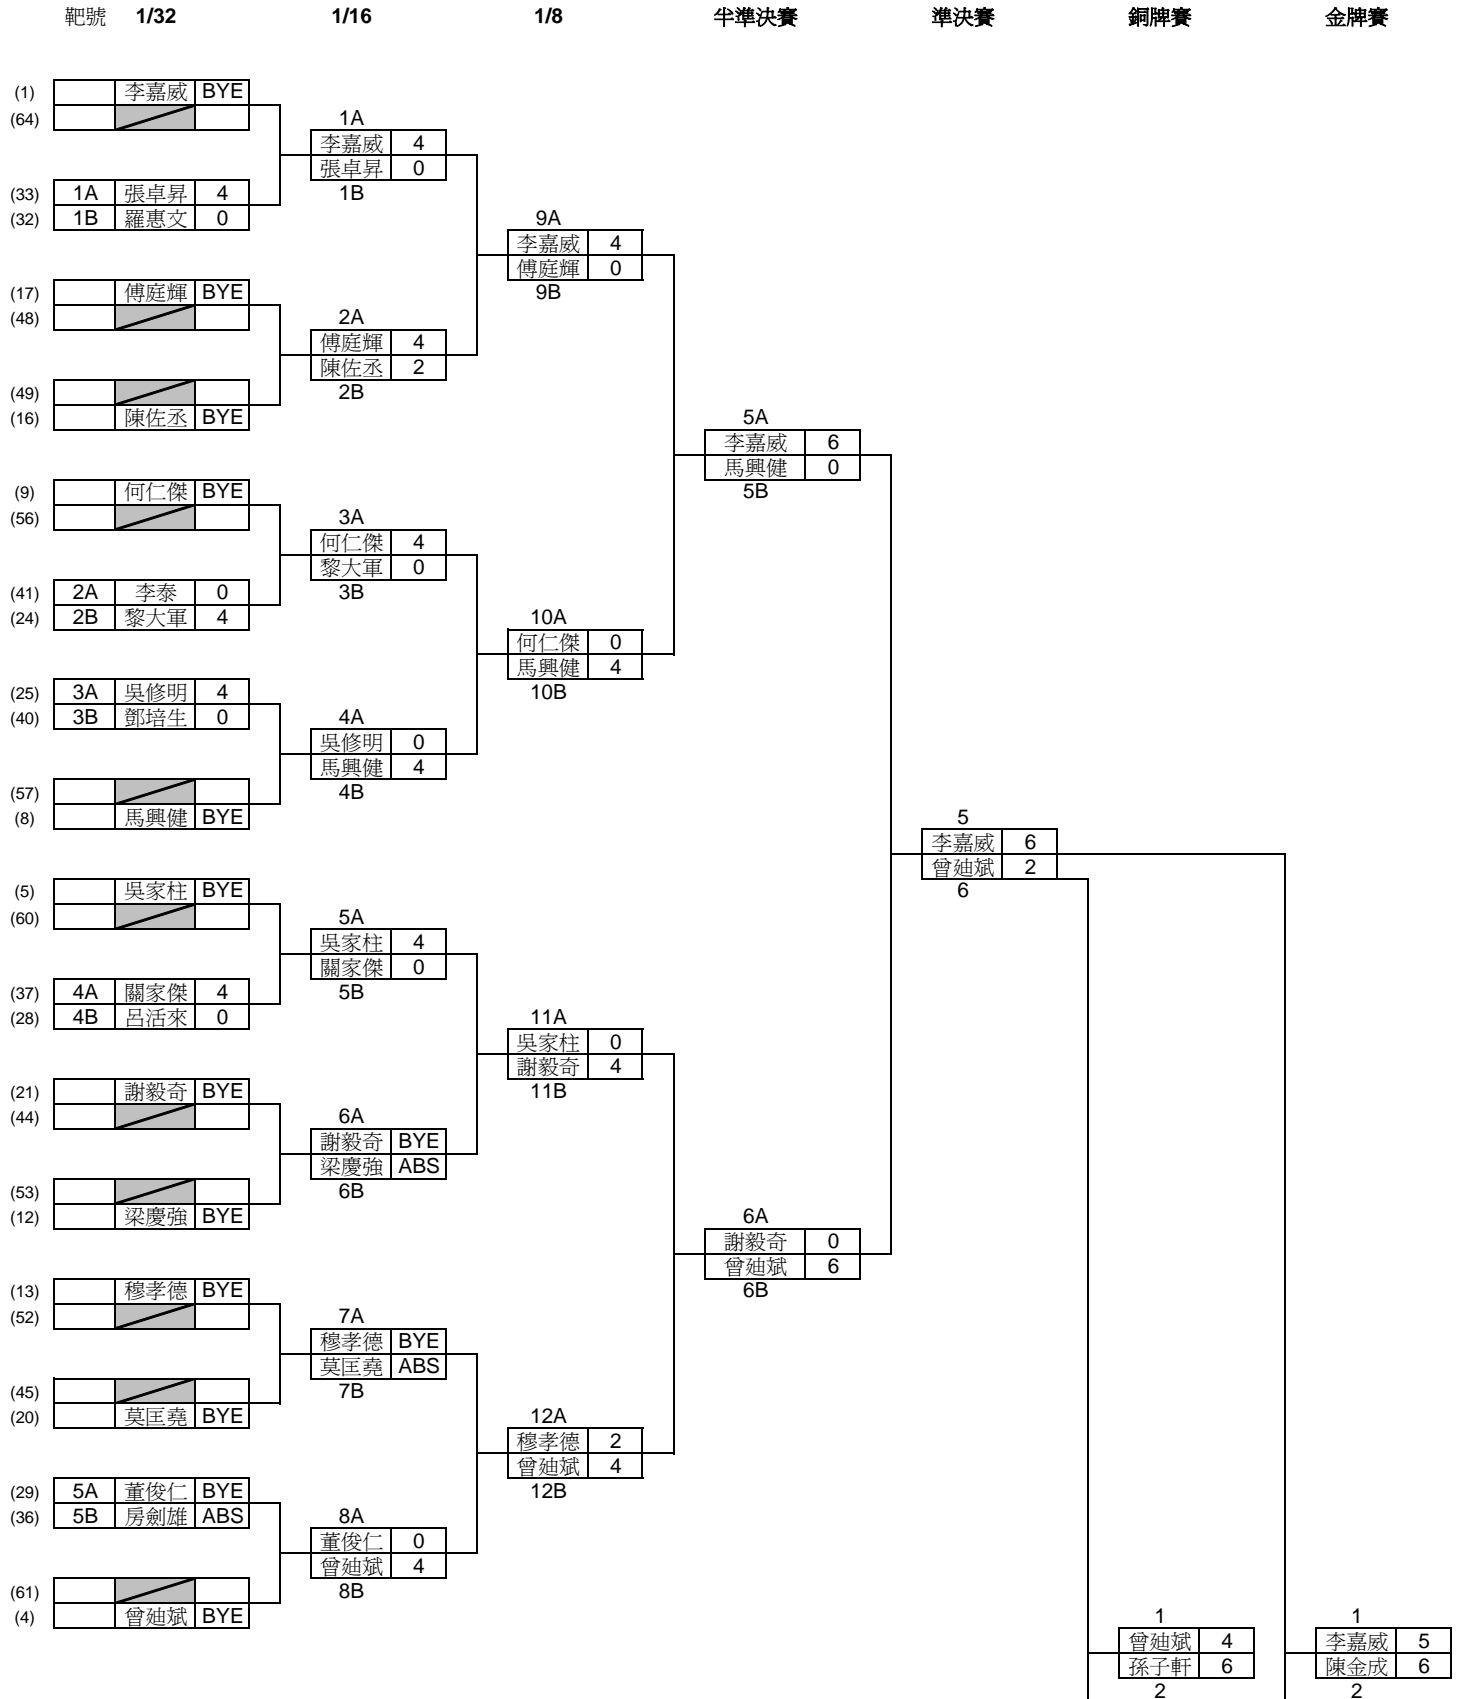 靶號 1/32 1/16 1/8 半準決賽 準決賽 銅牌賽 金牌賽
(1) 李嘉威 BYE
(64) 1A
李嘉威 4
張卓昇 0
(33) 1A 張卓昇 4 1B
(32) 1B 羅惠文 0 9A
李嘉威 4
傅庭輝 0
(17) 傅庭輝 BYE 9B
(48) 2A
傅庭輝 4
陳佐丞 2
(49) 2B
(16) 陳佐丞 BYE 5A
李嘉威 6
馬興健 0
(9) 何仁傑 BYE 5B
(56) 3A
何仁傑 4
黎大軍 0
(41) 2A 李泰 0 3B
(24) 2B 黎大軍 4 10A
何仁傑 0
馬興健 4
(25) 3A 吳修明 4 10B
(40) 3B 鄧培生 0 4A
吳修明 0
馬興健 4
(57) 4B
(8) 馬興健 BYE 5
李嘉威 6
曾廸斌 2
(5) 吳家柱 BYE 6
(60) 5A
吳家柱 4
關家傑 0
(37) 4A 關家傑 4 5B
(28) 4B 呂活來 0 11A
吳家柱 0
謝毅奇 4
(21) 謝毅奇 BYE 11B
(44) 6A
謝毅奇 BYE
梁慶強 ABS
(53) 6B
(12) 梁慶強 BYE 6A
謝毅奇 0
曾廸斌 6
(13) 穆孝德 BYE 6B
(52) 7A
穆孝德 BYE
莫匡堯 ABS
(45) 7B
(20) 莫匡堯 BYE 12A
穆孝德 2
曾廸斌 4
(29) 5A 董俊仁 BYE 12B
(36) 5B 房劍雄 ABS 8A
董俊仁 0
曾廸斌 4
(61) 8B
(4) 曾廸斌 BYE 1 1
曾廸斌 4 李嘉威 5
孫子軒 6 陳金成 6
2 2